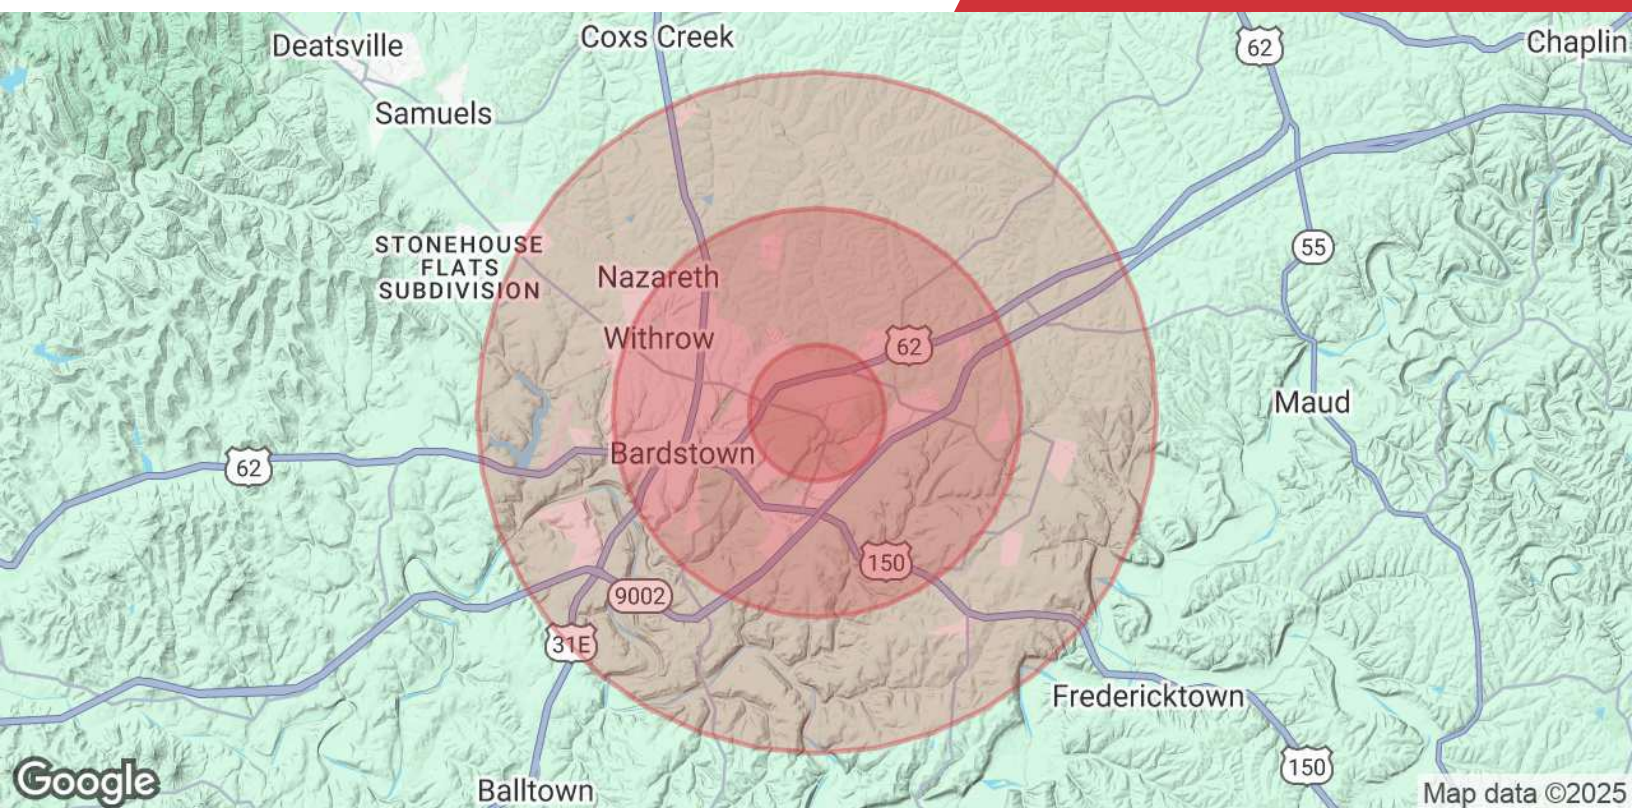 Deatsville
Coxs Creek
62
Chaplin
Samuels
STONEHOUSE
FLATS
SUBDIVISION
55
Nazareth
Withrow
62
Maud
Bardstown
62
150
9002
31E
Fredericktown
150
Google
Balltown
Map data ©2025